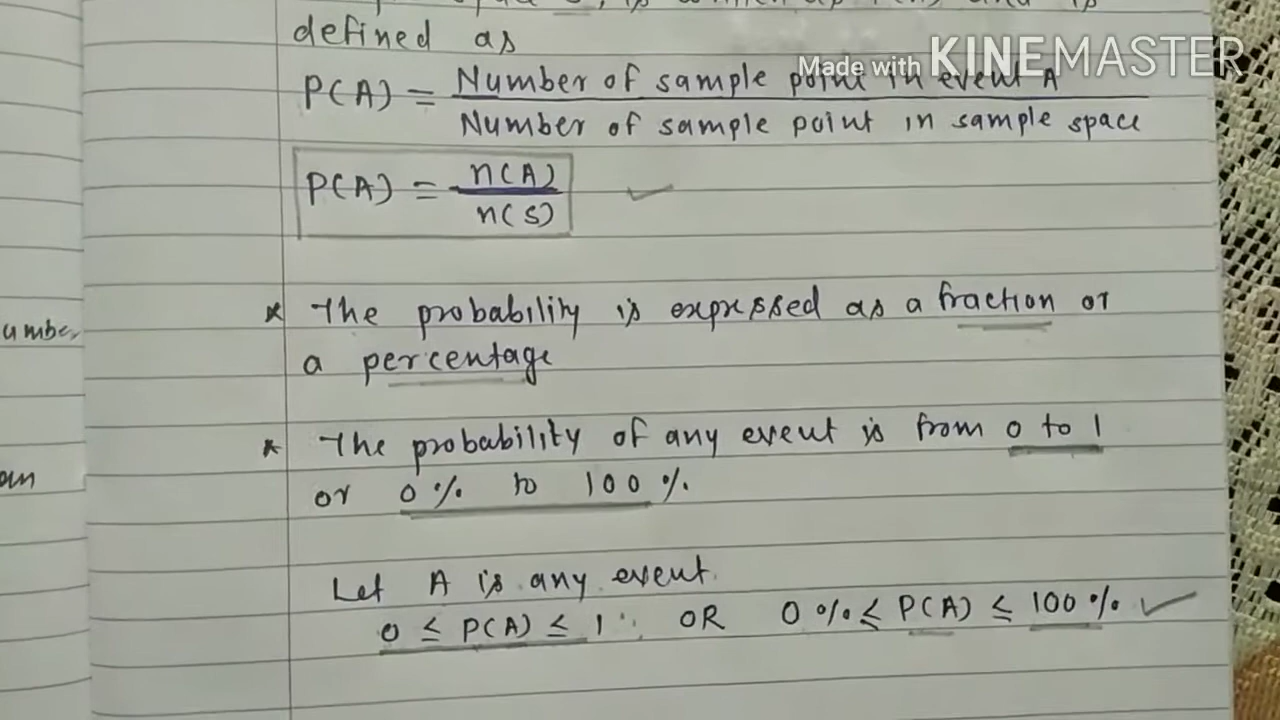 defined as
Made with KINEMASTER
P(A) = Number of sample point in event A
Number of sample point in sample space
P(A) = n(A)
n(S)
* The probability is expressed as a fraction or
a percentage
* The probability of any event is from 0 to 1
or 0 % to 100 %.
Let A is any event.
0 ≤ P(A) ≤ 1 OR 0 % ≤ P(A) ≤ 100 %